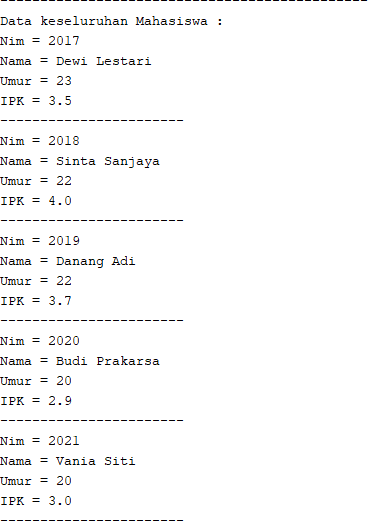 ----------------------------------------------
Data keseluruhan Mahasiswa :
Nim = 2017
Nama = Dewi Lestari
Umur = 23
IPK = 3.5
-----------------------
Nim = 2018
Nama = Sinta Sanjaya
Umur = 22
IPK = 4.0
-----------------------
Nim = 2019
Nama = Danang Adi
Umur = 22
IPK = 3.7
-----------------------
Nim = 2020
Nama = Budi Prakarsa
Umur = 20
IPK = 2.9
-----------------------
Nim = 2021
Nama = Vania Siti
Umur = 20
IPK = 3.0
-----------------------